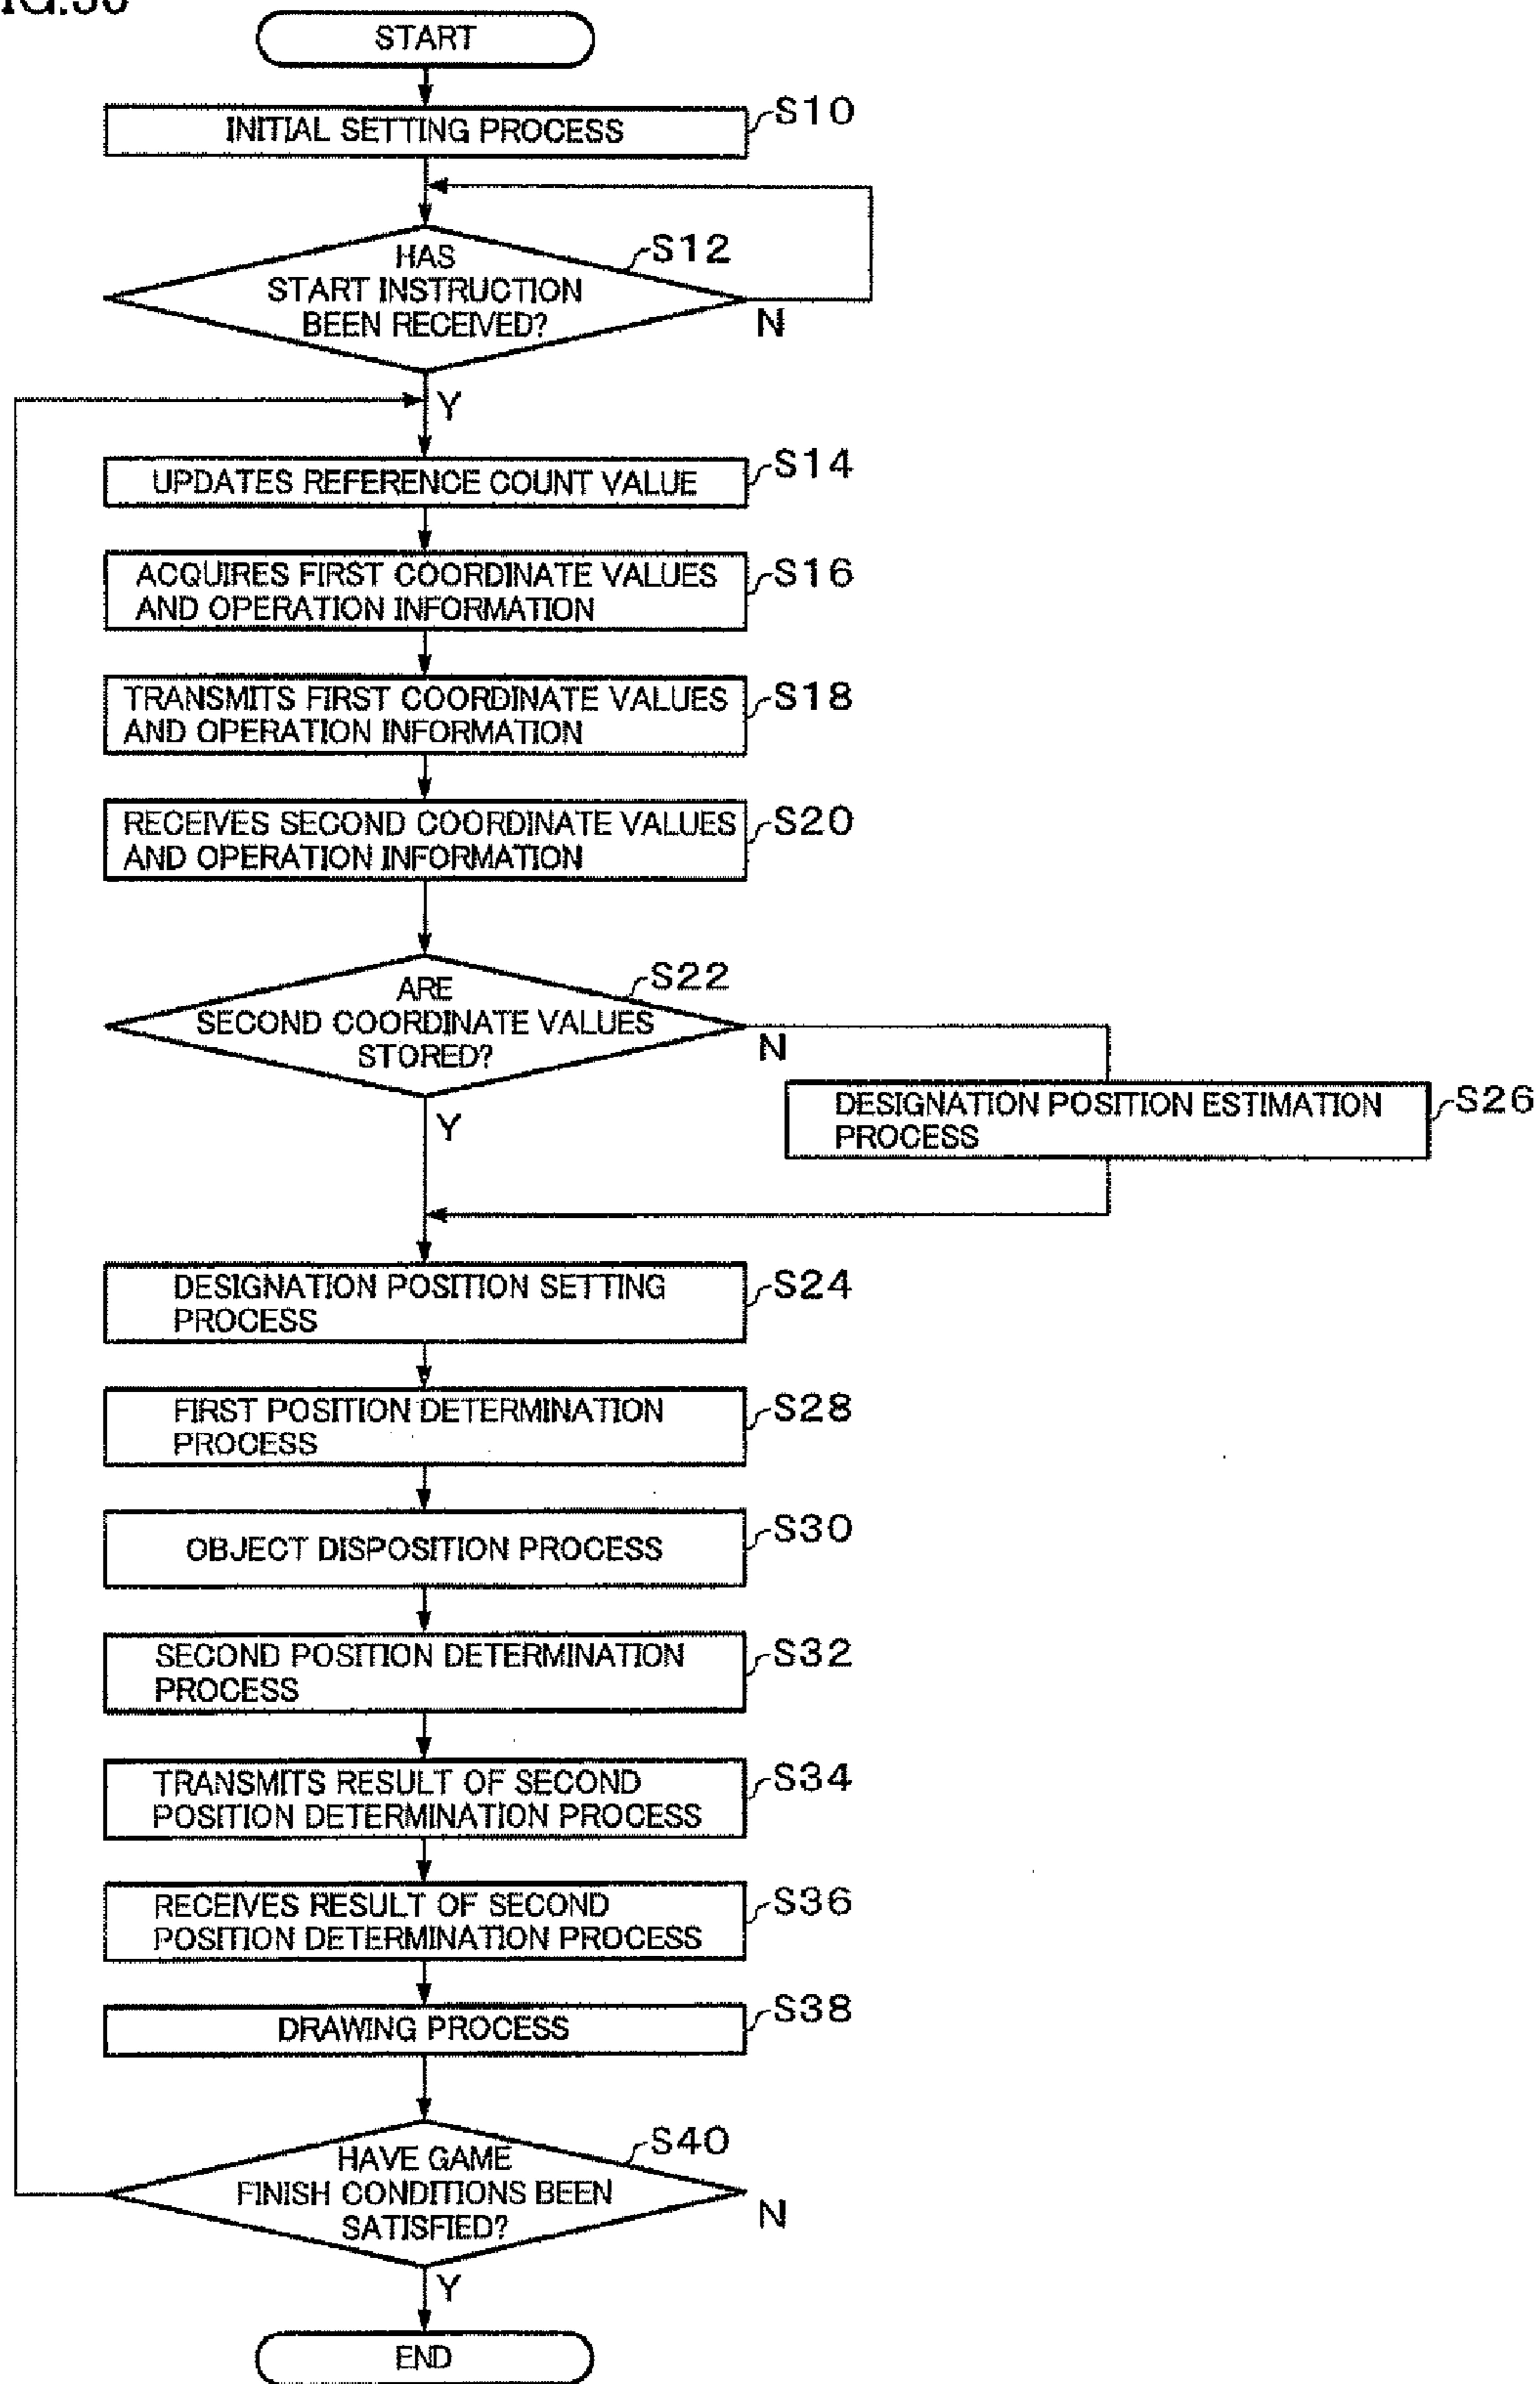 START
INITIAL SETTING PROCESS
S10
HAS
START INSTRUCTION
BEEN RECEIVED?
S12
N
Y
UPDATES REFERENCE COUNT VALUE
S14
ACQUIRES FIRST COORDINATE VALUES
AND OPERATION INFORMATION
S16
TRANSMITS FIRST COORDINATE VALUES
AND OPERATION INFORMATION
S18
RECEIVES SECOND COORDINATE VALUES
AND OPERATION INFORMATION
S20
ARE
SECOND COORDINATE VALUES
STORED?
S22
N
Y
DESIGNATION POSITION ESTIMATION
PROCESS
S26
DESIGNATION POSITION SETTING
PROCESS
S24
FIRST POSITION DETERMINATION
PROCESS
S28
OBJECT DISPOSITION PROCESS
S30
SECOND POSITION DETERMINATION
PROCESS
S32
TRANSMITS RESULT OF SECOND
POSITION DETERMINATION PROCESS
S34
RECEIVES RESULT OF SECOND
POSITION DETERMINATION PROCESS
S36
DRAWING PROCESS
S38
HAVE GAME
FINISH CONDITIONS BEEN
SATISFIED?
S40
N
Y
END